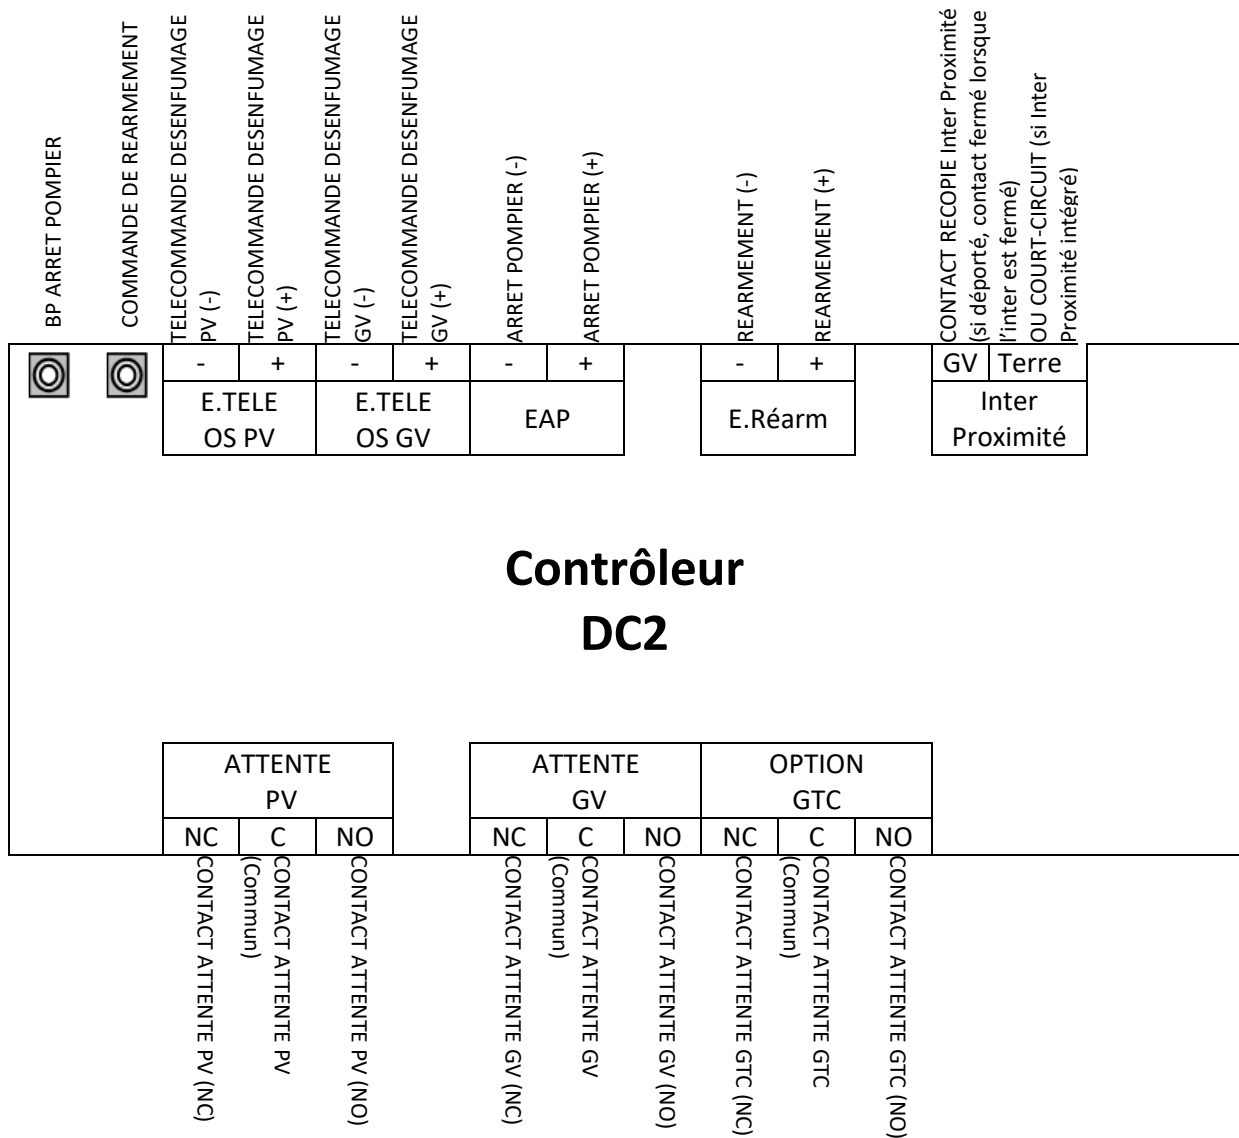 BP ARRET POMPIER
COMMANDE DE REARMEMENT
TELECOMMANDE DESENFUMAGE
PV (-)
TELECOMMANDE DESENFUMAGE
PV (+)
TELECOMMANDE DESENFUMAGE
GV (-)
TELECOMMANDE DESENFUMAGE
GV (+)
ARRET POMPIER (-)
ARRET POMPIER (+)
REARMEMENT (-)
REARMEMENT (+)
CONTACT RECOPIE Inter Proximité
(si déporté, contact fermé lorsque
l’inter est fermé)
OU COURT-CIRCUIT (si Inter
Proximité intégré)
- + - + - + - + GV Terre
E.TELE
OS PV
E.TELE
OS GV
EAP
E.Réarm
Inter
Proximité
Contrôleur
DC2
ATTENTE
PV
ATTENTE
GV
OPTION
GTC
NC C NO NC C NO NC C NO
CONTACT ATTENTE PV (NC)
CONTACT ATTENTE PV
(Commun)
CONTACT ATTENTE PV (NO)
CONTACT ATTENTE GV (NC)
CONTACT ATTENTE GV
(Commun)
CONTACT ATTENTE GV (NO)
CONTACT ATTENTE GTC (NC)
CONTACT ATTENTE GTC
(Commun)
CONTACT ATTENTE GTC (NO)